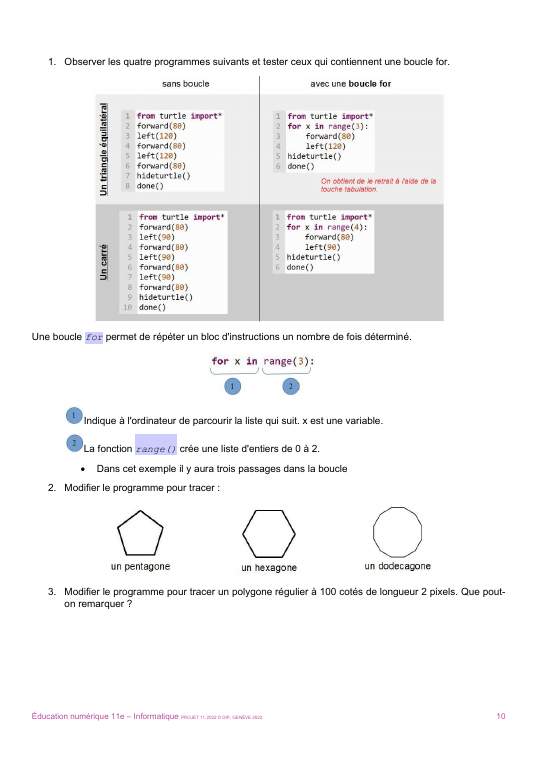 1. Observer les quatre programmes suivants et tester ceux qui contiennent une boucle for.
sans boucle
avec une boucle for
Un triangle équilatéral
1 from turtle import*
2 forward(80)
3 left(120)
4 forward(80)
5 left(120)
6 forward(80)
7 hideturtle()
8 done()
1 from turtle import*
2 for x in range(3):
3 forward(80)
4 left(120)
5 hideturtle()
6 done()
On obtient de le retrait à l'aide de la
touche tabulation.
Un carré
1 from turtle import*
2 forward(80)
3 left(90)
4 forward(80)
5 left(90)
6 forward(80)
7 left(90)
8 forward(80)
9 hideturtle()
10 done()
1 from turtle import*
2 for x in range(4):
3 forward(80)
4 left(90)
5 hideturtle()
6 done()
Une boucle for permet de répéter un bloc d'instructions un nombre de fois déterminé.
for x in range(3):
1 2
1 Indique à l'ordinateur de parcourir la liste qui suit. x est une variable.
2 La fonction range() crée une liste d'entiers de 0 à 2.
• Dans cet exemple il y aura trois passages dans la boucle
2. Modifier le programme pour tracer :
un pentagone
un hexagone
un dodecagone
3. Modifier le programme pour tracer un polygone régulier à 100 cotés de longueur 2 pixels. Que peut-
on remarquer ?
Éducation numérique 11e – Informatique PROJET 11.2022 © DIP, GENÈVE 2022
10